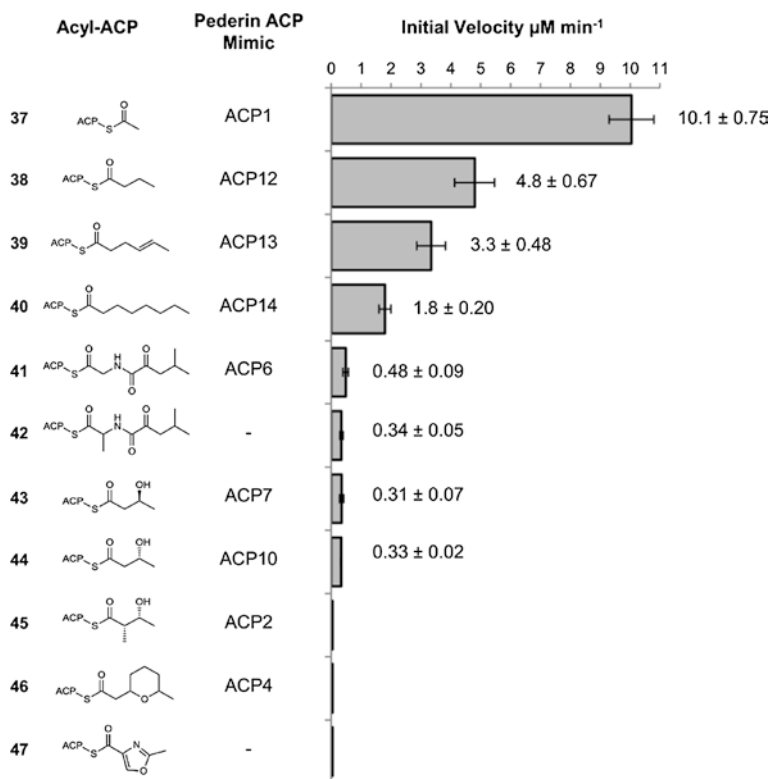 Acyl-ACP
Pederin ACP
Mimic
Initial Velocity µM min-1
0 1 2 3 4 5 6 7 8 9 10 11
37
ACP
S
O
ACP1
10.1 ± 0.75
38
ACP
S
O
ACP12
4.8 ± 0.67
39
ACP
S
O
ACP13
3.3 ± 0.48
40
ACP
S
O
ACP14
1.8 ± 0.20
41
ACP
S
O
H
N
O
O
ACP6
0.48 ± 0.09
42
ACP
S
O
H
N
O
O
-
0.34 ± 0.05
43
ACP
S
O
OH
ACP7
0.31 ± 0.07
44
ACP
S
O
OH
ACP10
0.33 ± 0.02
45
ACP
S
O
OH
ACP2
46
ACP
S
O
O
ACP4
47
ACP
S
O
N
O
-